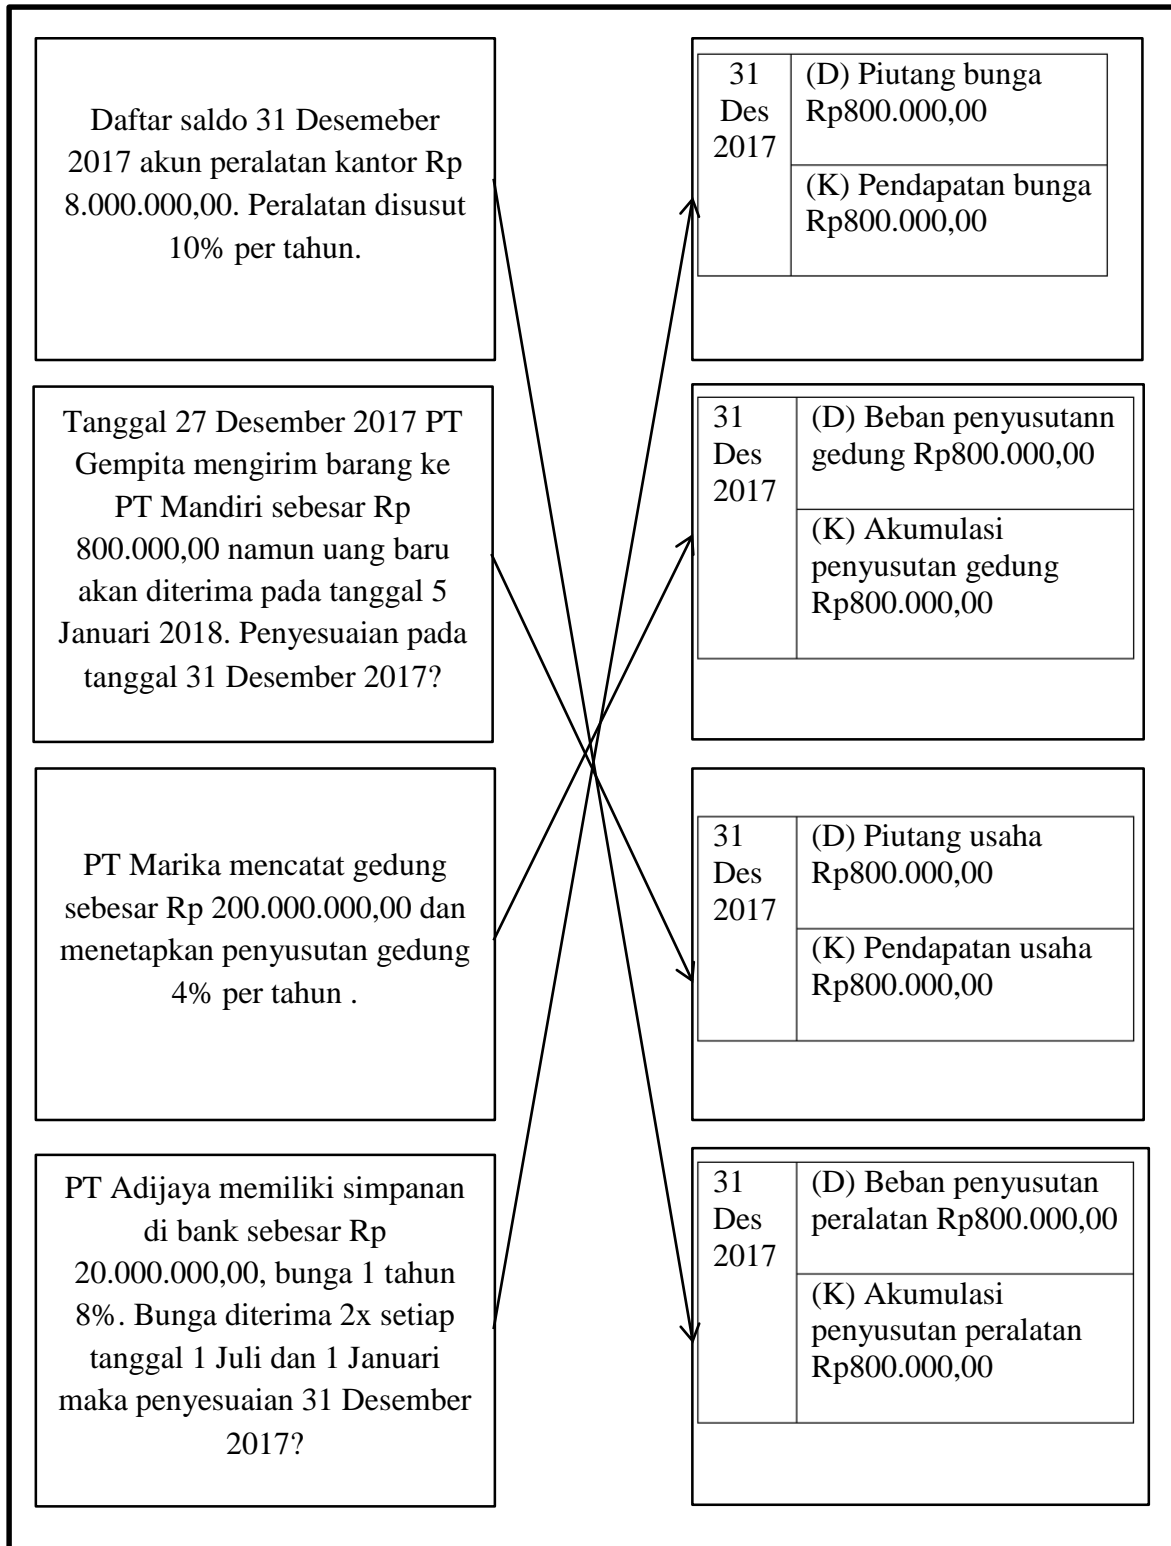 Daftar saldo 31 Desemeber
2017 akun peralatan kantor Rp
8.000.000,00. Peralatan disusut
10% per tahun.
31
Des
2017
(D) Piutang bunga
Rp800.000,00
(K) Pendapatan bunga
Rp800.000,00
Tanggal 27 Desember 2017 PT
Gempita mengirim barang ke
PT Mandiri sebesar Rp
800.000,00 namun uang baru
akan diterima pada tanggal 5
Januari 2018. Penyesuaian pada
tanggal 31 Desember 2017?
31
Des
2017
(D) Beban penyusutann
gedung Rp800.000,00
(K) Akumulasi
penyusutan gedung
Rp800.000,00
PT Marika mencatat gedung
sebesar Rp 200.000.000,00 dan
menetapkan penyusutan gedung
4% per tahun .
31
Des
2017
(D) Piutang usaha
Rp800.000,00
(K) Pendapatan usaha
Rp800.000,00
PT Adijaya memiliki simpanan
di bank sebesar Rp
20.000.000,00, bunga 1 tahun
8%. Bunga diterima 2x setiap
tanggal 1 Juli dan 1 Januari
maka penyesuaian 31 Desember
2017?
31
Des
2017
(D) Beban penyusutan
peralatan Rp800.000,00
(K) Akumulasi
penyusutan peralatan
Rp800.000,00